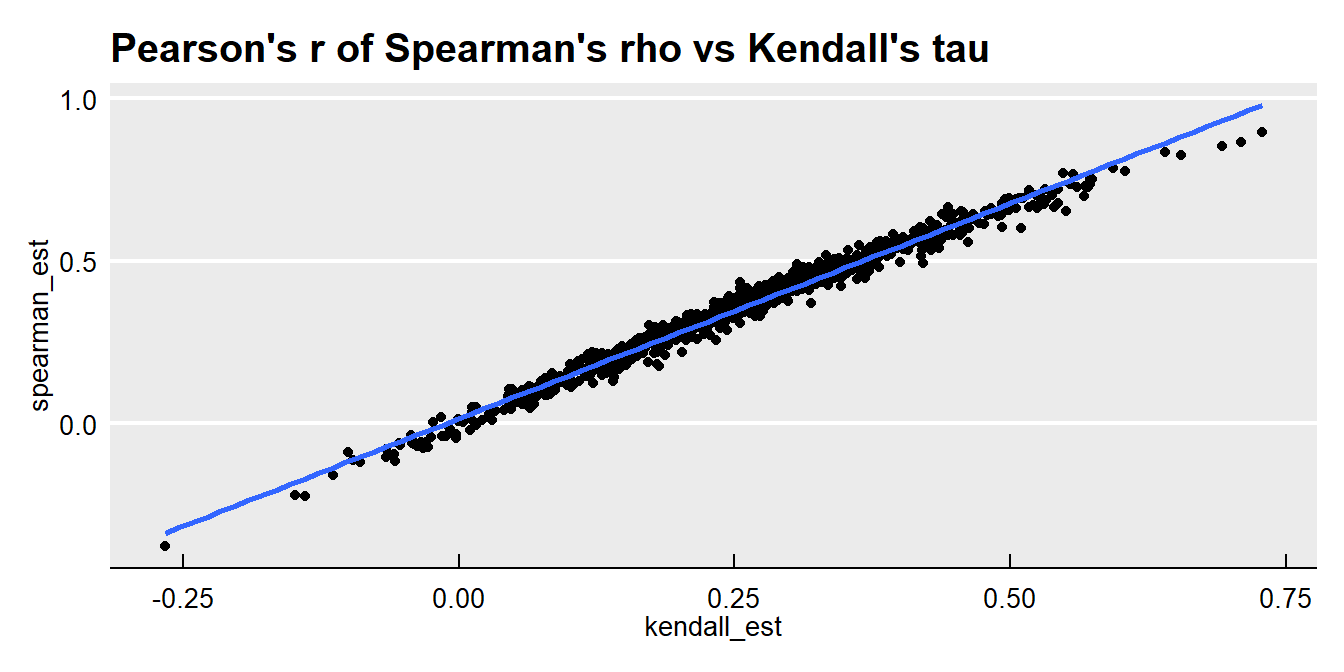 Pearson's r of Spearman's rho vs Kendall's tau
1.0
0.5
0.0
spearman_est
-0.25 0.00 0.25 0.50 0.75
kendall_est